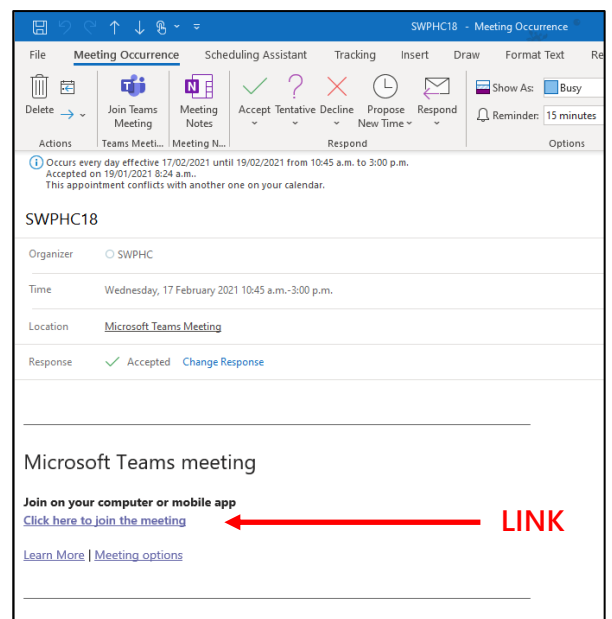 SWPHC18 - Meeting Occurrence
File Meeting Occurrence Scheduling Assistant Tracking Insert Draw Format Text Re
Delete Join Teams Meeting Meeting Notes Accept Tentative Decline Propose New Time Respond Show As: Busy
Reminder: 15 minutes
Actions Teams Meeti... Meeting N... Respond Options
Occurs every day effective 17/02/2021 until 19/02/2021 from 10:45 a.m. to 3:00 p.m.
Accepted on 19/01/2021 8:24 a.m..
This appointment conflicts with another one on your calendar.
SWPHC18
Organizer SWPHC
Time Wednesday, 17 February 2021 10:45 a.m.-3:00 p.m.
Location Microsoft Teams Meeting
Response Accepted Change Response
Microsoft Teams meeting
Join on your computer or mobile app
Click here to join the meeting LINK
Learn More | Meeting options